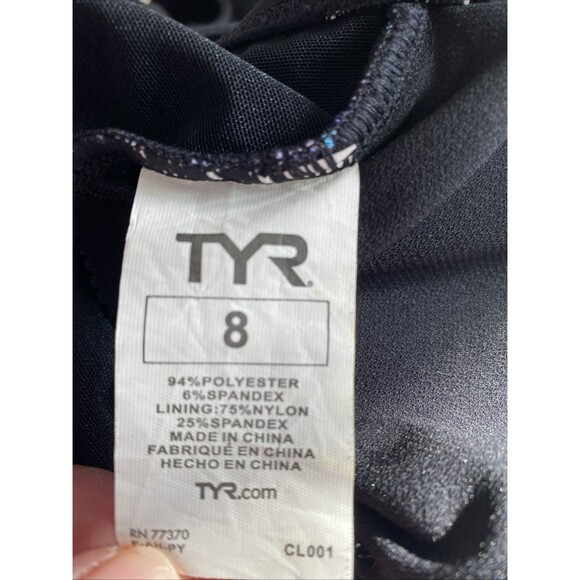 TYR
8
94%POLYESTER
6%SPANDEX
LINING:75%NYLON
25%SPANDEX
MADE IN CHINA
FABRIQUÉ EN CHINA
HECHO EN CHINA
TYR.com
RN 77370
CL001